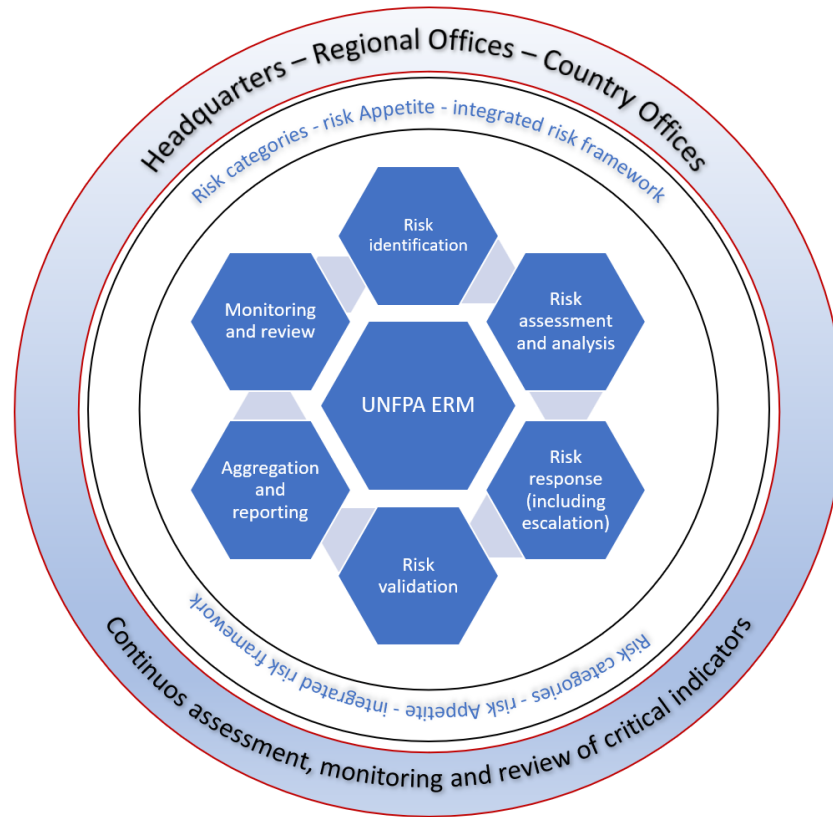 Headquarters – Regional Offices – Country Offices
Risk categories - risk Appetite - integrated risk framework
Risk
identification
Monitoring
and review
Risk
assessment
and analysis
UNFPA ERM
Aggregation
and
reporting
Risk
response
(including
escalation)
Risk
validation
Risk categories - risk Appetite - integrated risk framework
Continuos assessment, monitoring and review of critical indicators